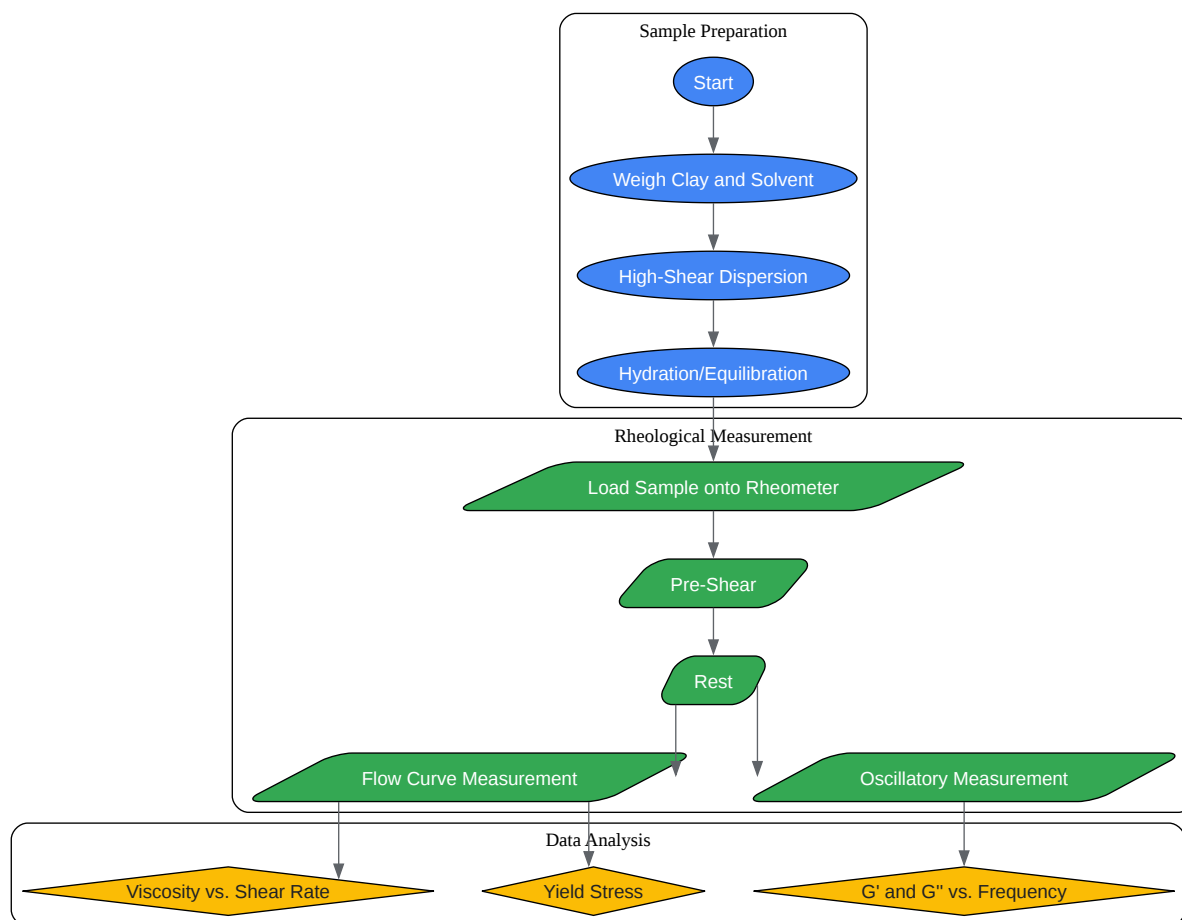 Sample Preparation
Start
Weigh Clay and Solvent
High-Shear Dispersion
Hydration/Equilibration
Rheological Measurement
Load Sample onto Rheometer
Pre-Shear
Rest
Flow Curve Measurement
Oscillatory Measurement
Data Analysis
Viscosity vs. Shear Rate
Yield Stress
G' and G'' vs. Frequency